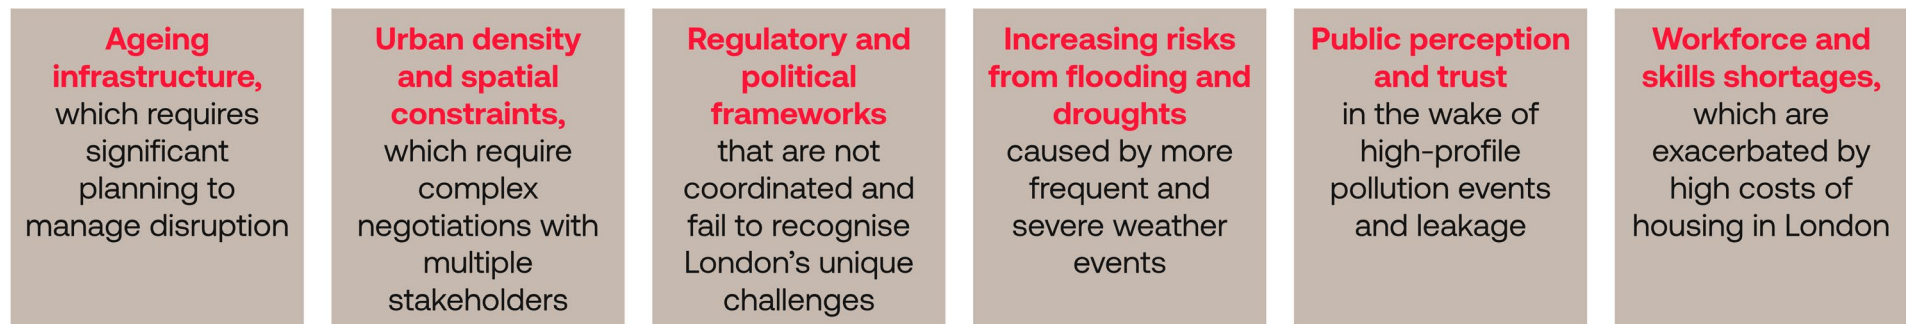 Ageing
infrastructure,
which requires
significant
planning to
manage disruption
Urban density
and spatial
constraints,
which require
complex
negotiations with
multiple
stakeholders
Regulatory and
political
frameworks
that are not
coordinated and
fail to recognise
London’s unique
challenges
Increasing risks
from flooding and
droughts
caused by more
frequent and
severe weather
events
Public perception
and trust
in the wake of
high-profile
pollution events
and leakage
Workforce and
skills shortages,
which are
exacerbated by
high costs of
housing in London